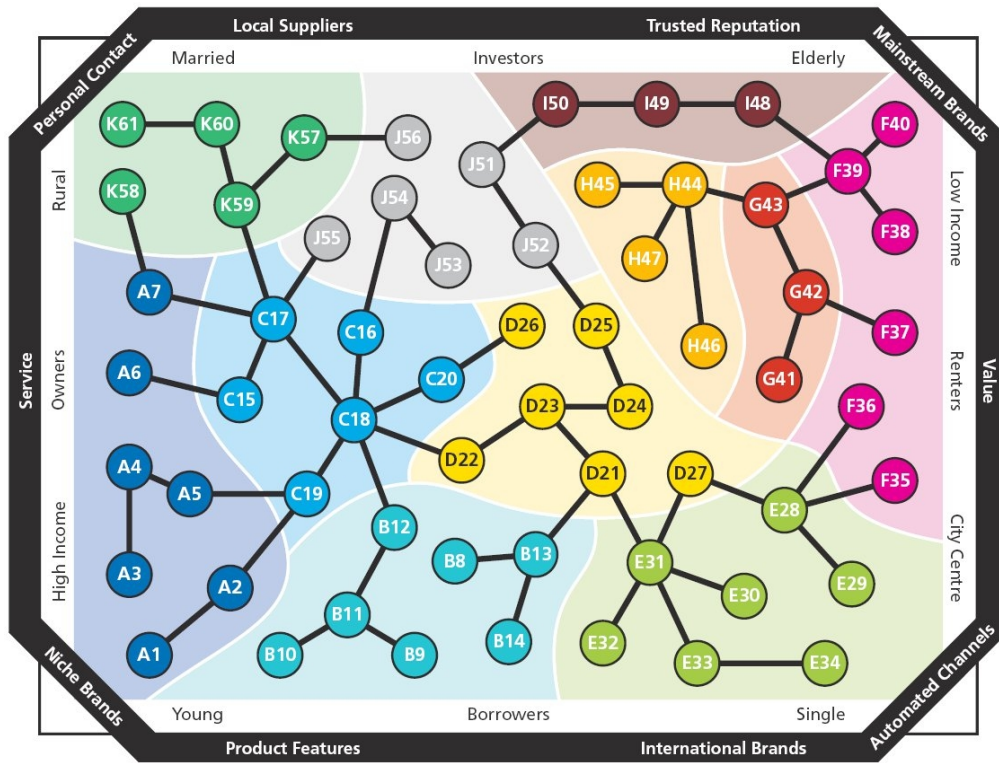 Local Suppliers
Trusted Reputation
Personal Contact
Mainstream Brands
Married
Investors
Elderly
K61
K60
K57
J56
I50
I49
I48
F40
K58
K59
J54
J51
H45
H44
G43
F39
Rural
Low Income
J55
J53
J52
H47
F38
A7
C17
C16
D26
D25
G42
F37
H46
Service
Owners
Renters
Value
A6
C15
C20
G41
C18
D23
D24
F36
A4
A5
C19
D22
D21
D27
F35
High Income
City Centre
B12
E28
A3
A2
B8
B13
E31
E30
E29
B11
A1
B10
B9
B14
E32
E33
E34
Niche Brands
Automated Channels
Young
Borrowers
Single
Product Features
International Brands